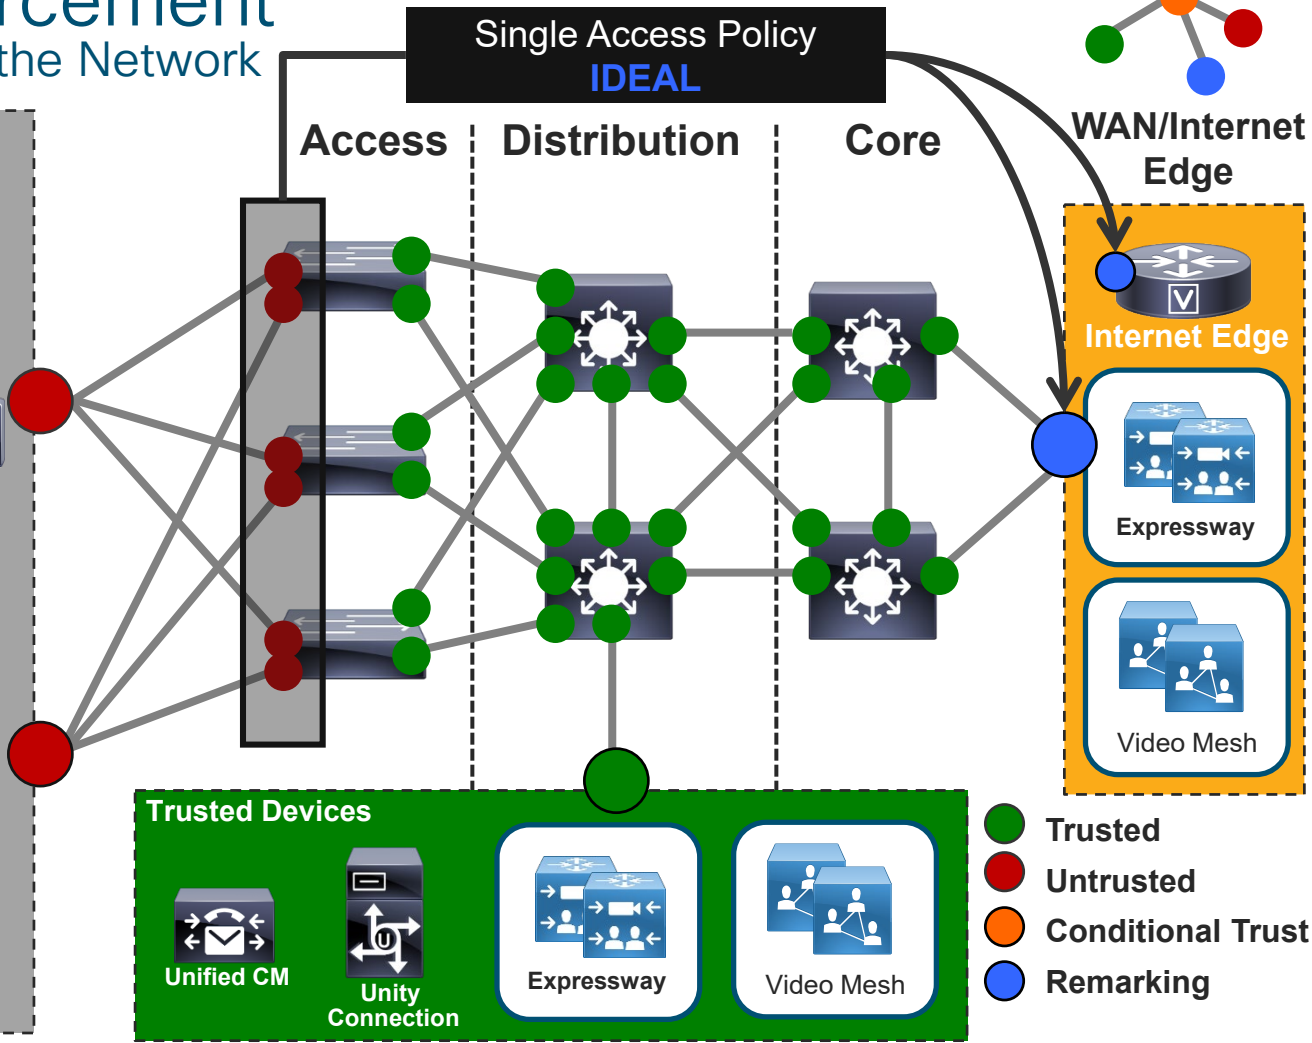 rcement
the Network
Single Access Policy
IDEAL
Access
Distribution
Core
WAN/Internet
Edge
V
Internet Edge
Expressway
Video Mesh
Trusted Devices
Unified CM
U
Unity
Connection
Expressway
Video Mesh
Trusted
Untrusted
Conditional Trust
Remarking